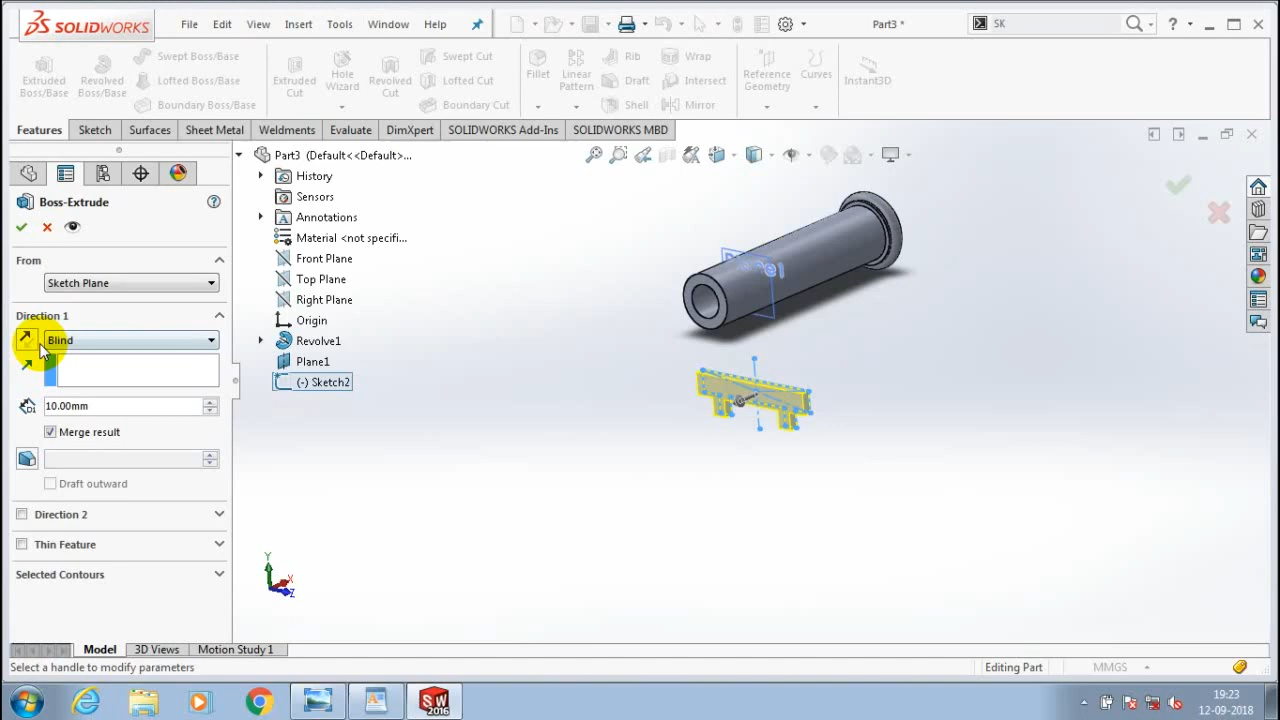 SOLIDWORKS
File Edit View Insert Tools Window Help
Part3 *
SK
Extruded Boss/Base
Revolved Boss/Base
Swept Boss/Base
Lofted Boss/Base
Boundary Boss/Base
Extruded Cut
Hole Wizard
Revolved Cut
Swept Cut
Lofted Cut
Boundary Cut
Fillet
Linear Pattern
Rib
Draft
Shell
Wrap
Intersect
Mirror
Reference Geometry
Curves
Instant3D
Features Sketch Surfaces Sheet Metal Weldments Evaluate DimXpert SOLIDWORKS Add-Ins SOLIDWORKS MBD
Boss-Extrude
From
Sketch Plane
Direction 1
Blind
10.00mm
Merge result
Draft outward
Direction 2
Thin Feature
Selected Contours
Part3 (Default<<Default>...
History
Sensors
Annotations
Material <not specifi...
Front Plane
Top Plane
Right Plane
Origin
Revolve1
Plane1
(-) Sketch2
Y
X
Z
Model 3D Views Motion Study 1
Select a handle to modify parameters
Editing Part
MMGS
SW
2016
19:23
12-09-2018